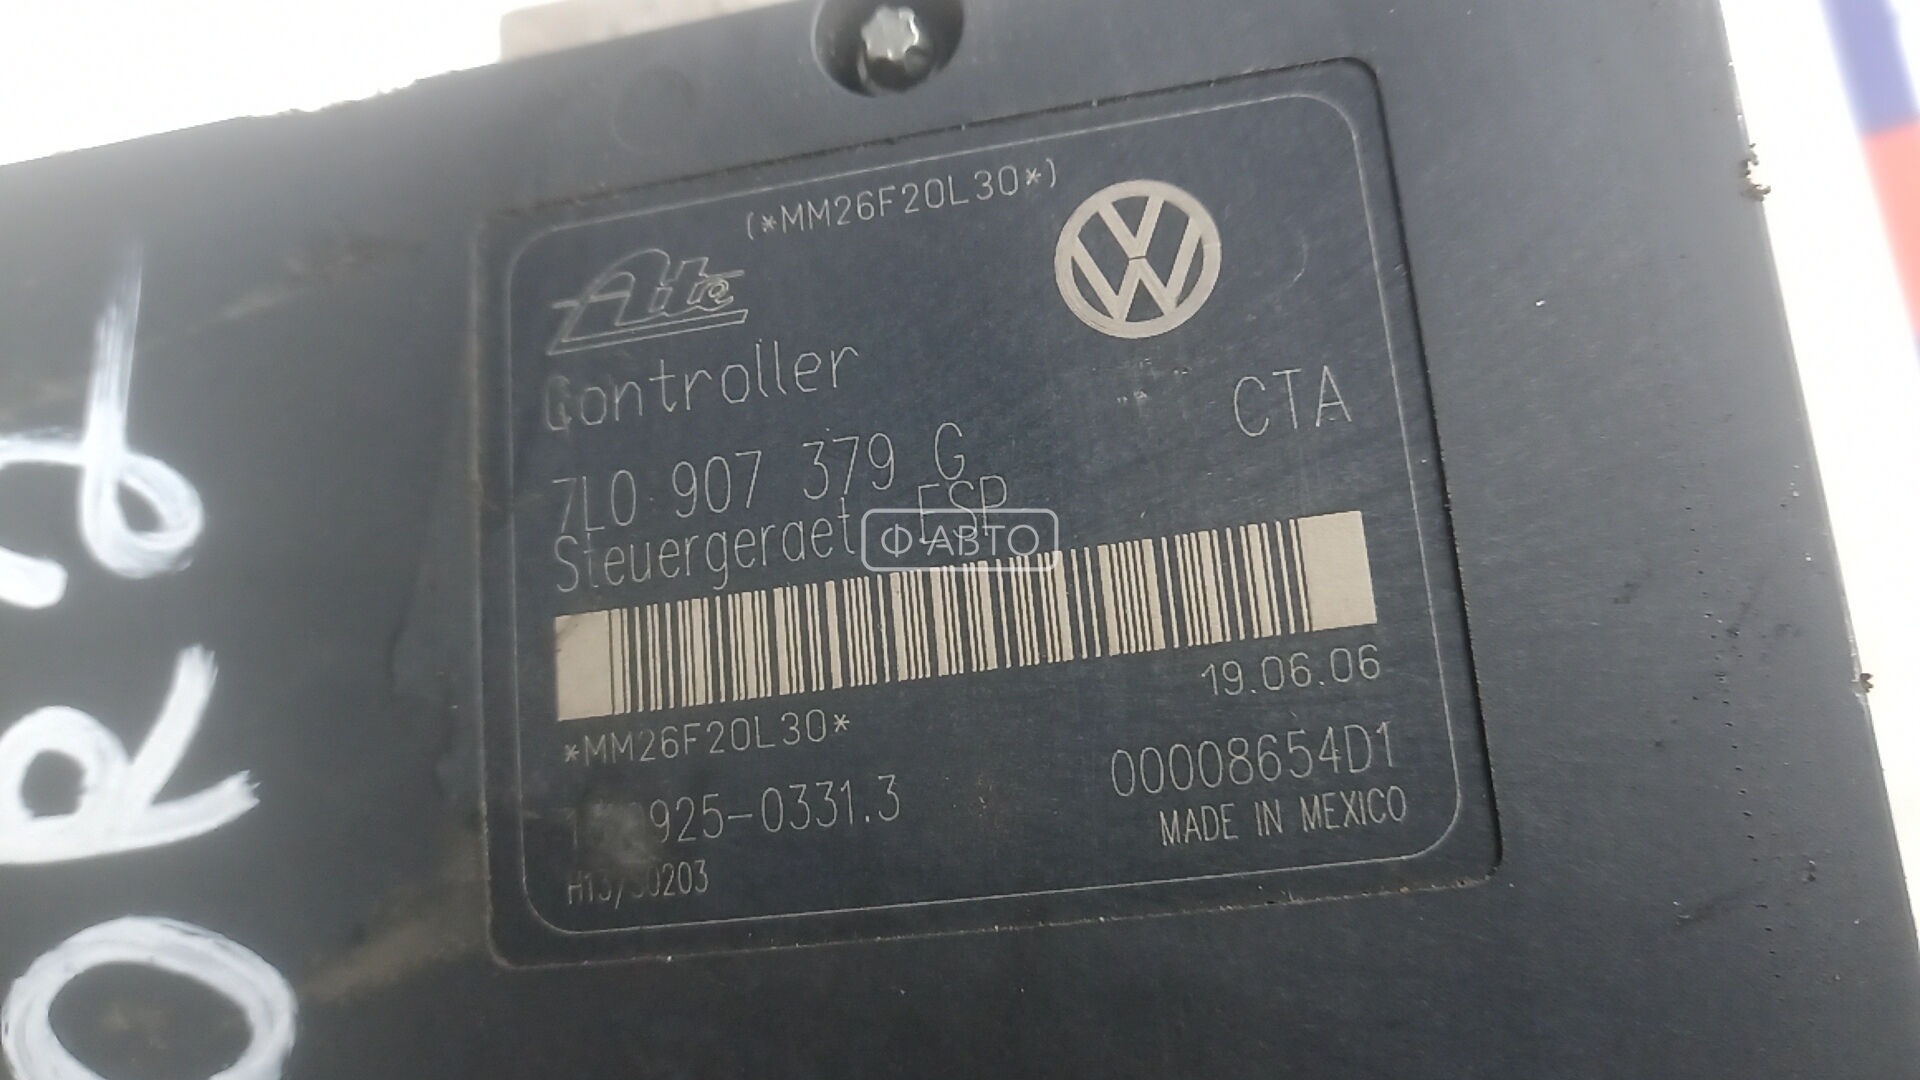 (*MM26F20L30*)
Ate
Controller
7L0 907 379 G
CTA
Steuergeraet ESP
Ф-АВТО
19.06.06
*MM26F20L30*
00008654D1
925-0331.3
MADE IN MEXICO